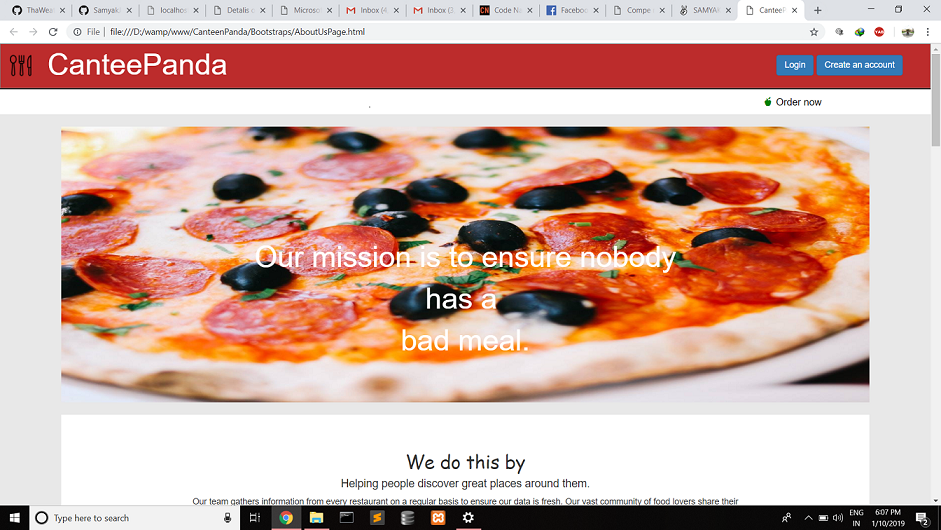 ThaWea
Samyak
localhos
Detalis o
Microso
Inbox (4
Inbox (2
Code Na
Faceboo
Compe
SAMYAK
CanteeP
File
file:///D:/wamp/www/CanteenPanda/Bootstraps/AboutUsPage.html
CanteePanda
Login
Create an account
Order now
Our mission is to ensure nobody
has a
bad meal.
We do this by
Helping people discover great places around them.
Our team gathers information from every restaurant on a regular basis to ensure our data is fresh. Our vast community of food lovers share their
Type here to search
ENG
IN
6:07 PM
1/10/2019
2